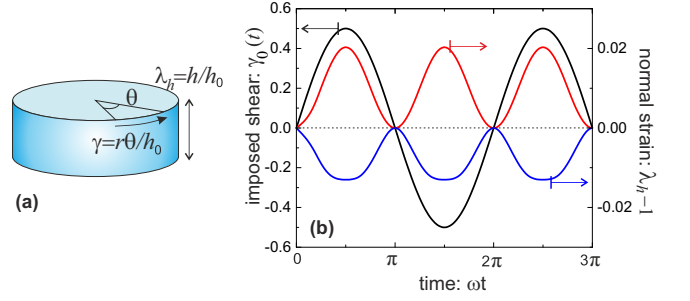 λₕ=h/h₀
θ
γ=rθ/h₀
(a)
imposed shear: γ₀(t)
0.6
0.4
0.2
0.0
-0.2
-0.4
-0.6
(b)
0
π
2π
3π
time: ωt
0.02
0.00
-0.02
normal strain: λₕ−1